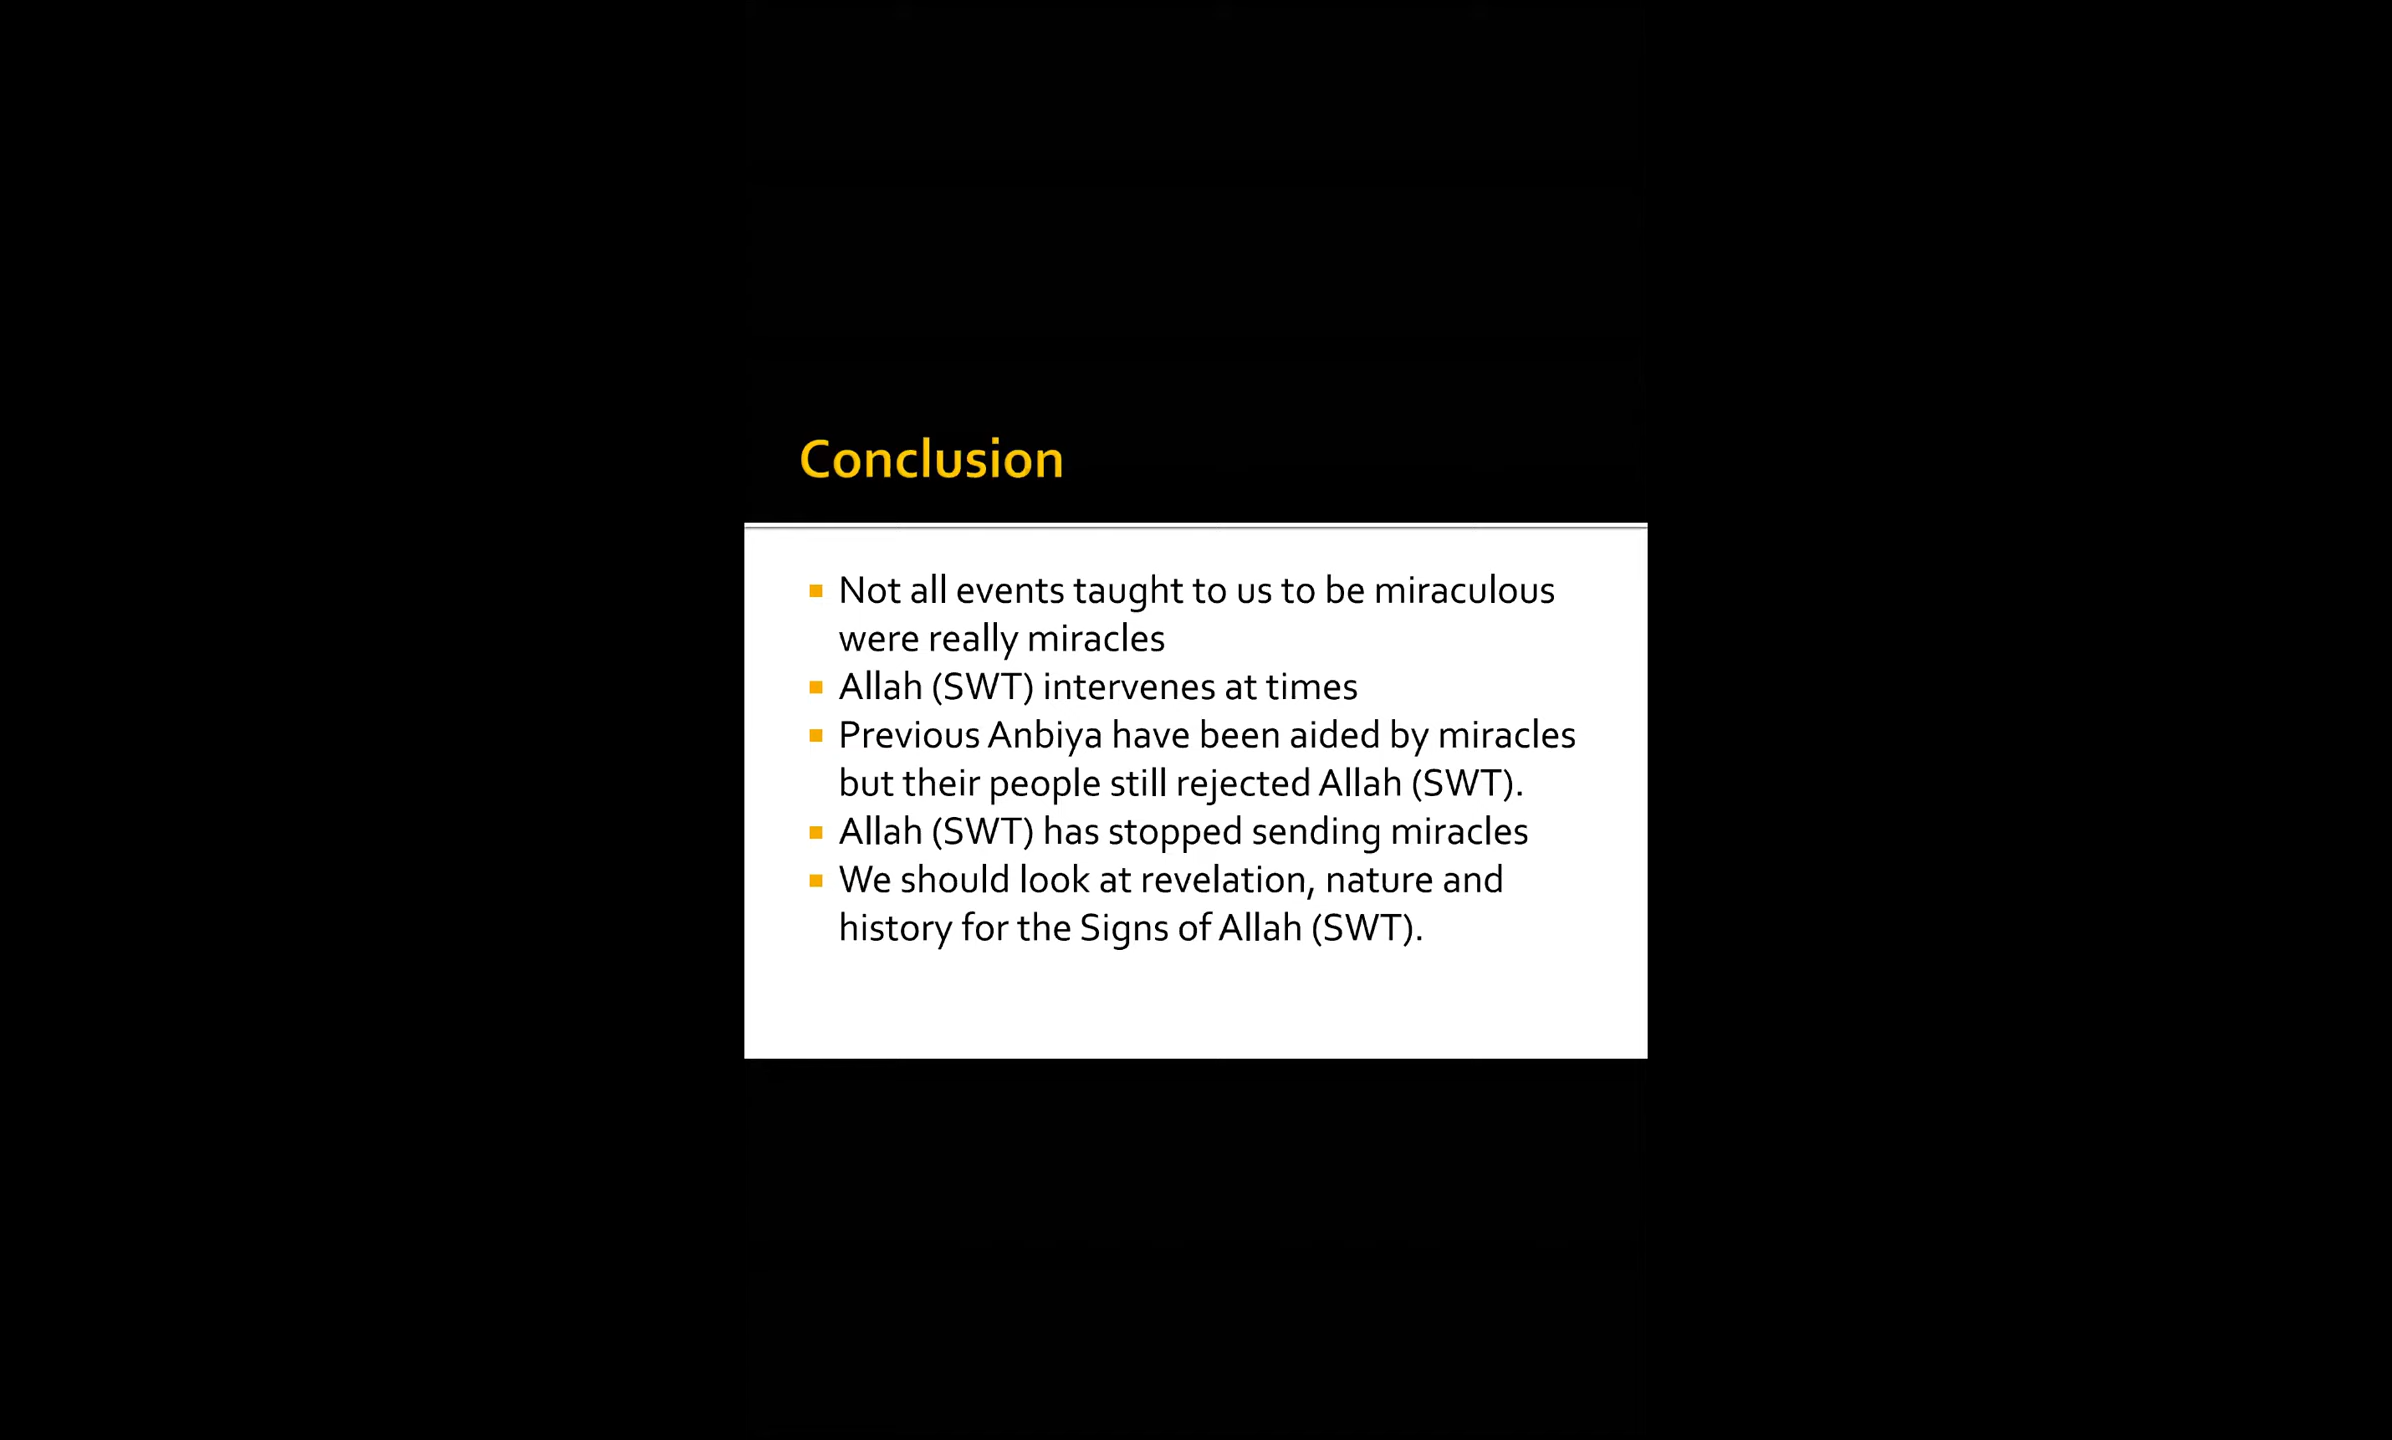 Conclusion
Not all events taught to us to be miraculous
were really miracles
Allah (SWT) intervenes at times
Previous Anbiya have been aided by miracles
but their people still rejected Allah (SWT).
Allah (SWT) has stopped sending miracles
We should look at revelation, nature and
history for the Signs of Allah (SWT).